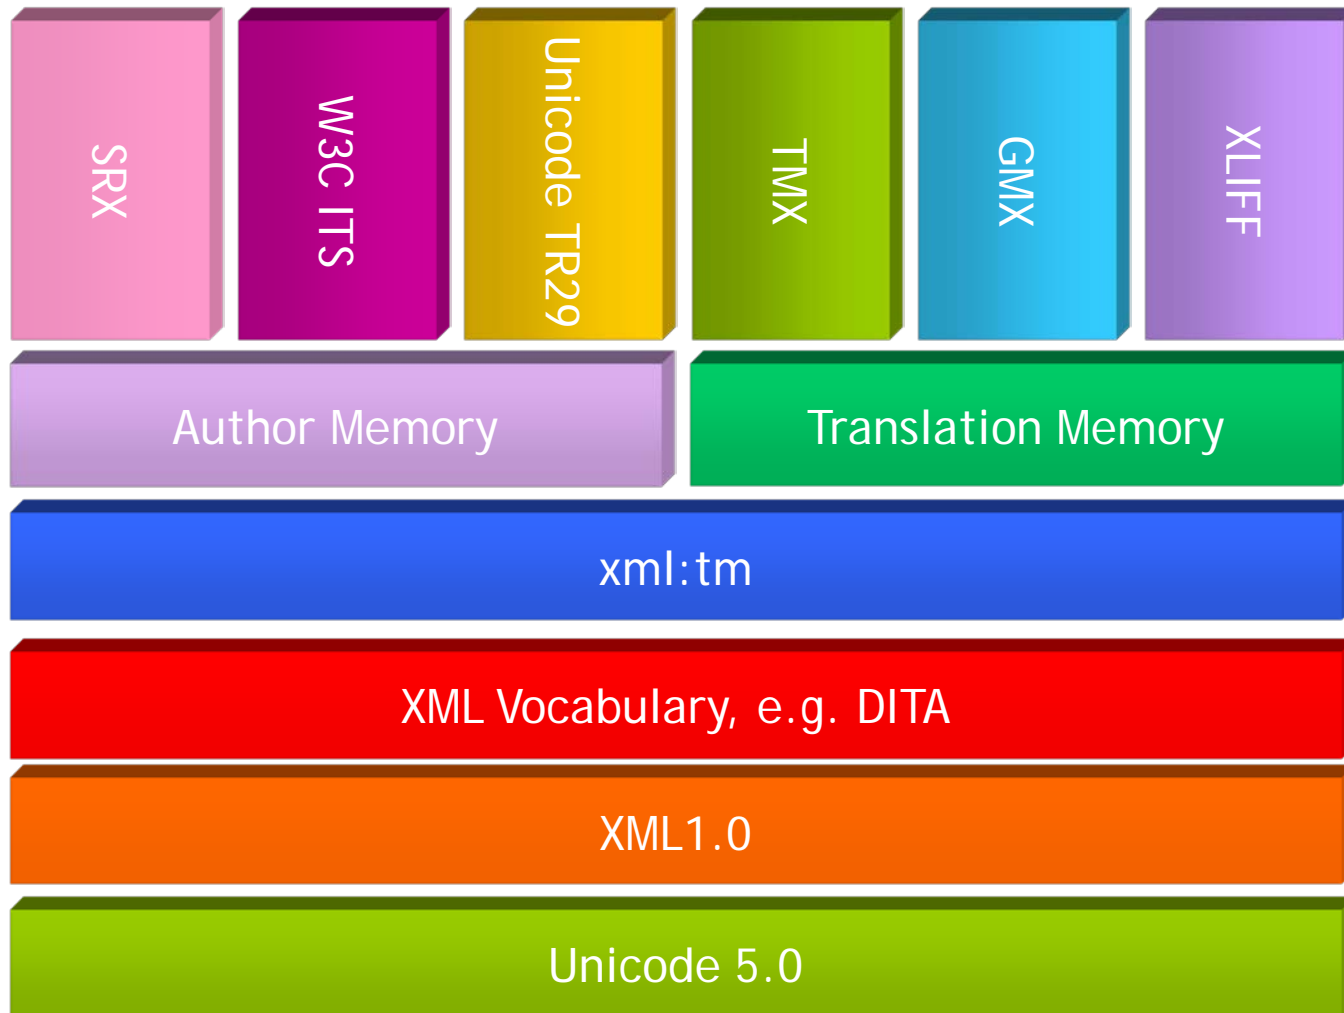 SRX
W3C ITS
Unicode TR29
TMX
GMX
XLIFF
Author Memory
Translation Memory
xml:tm
XML Vocabulary, e.g. DITA
XML1.0
Unicode 5.0